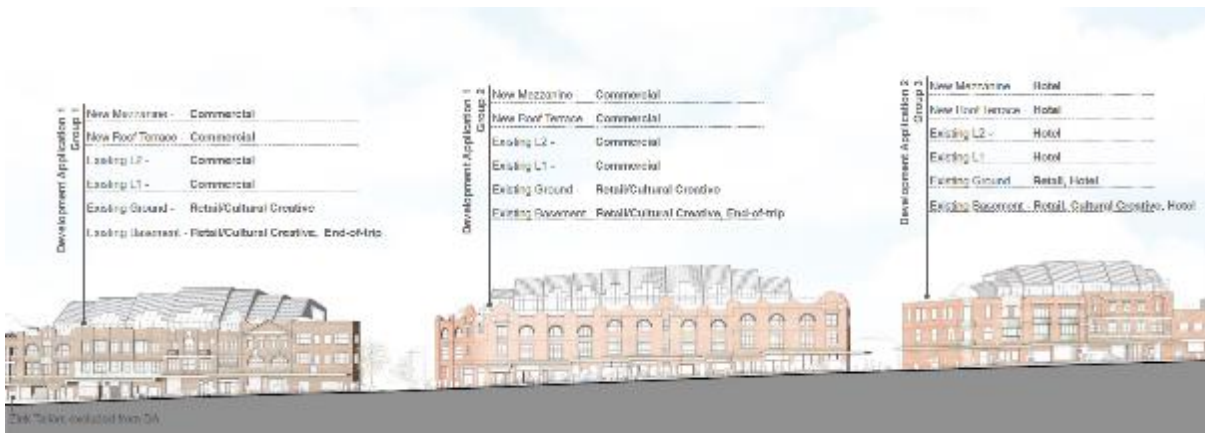 Development Application 1
Group 1
New Mezzanine - Commercial
New Roof Terrace - Commercial
Existing L2 - Commercial
Existing L1 - Commercial
Existing Ground - Retail/Cultural Creative
Existing Basement - Retail/Cultural Creative, End-of-trip
Development Application 1
Group 2
New Mezzanine Commercial
New Roof Terrace Commercial
Existing L2 - Commercial
Existing L1 - Commercial
Existing Ground Retail/Cultural Creative
Existing Basement Retail/Cultural Creative, End-of-trip
Development Application 2
Group 3
New Mezzanine Hotel
New Roof Terrace Hotel
Existing L2 - Hotel
Existing L1 Hotel
Existing Ground Retail, Hotel
Existing Basement - Retail, Cultural Creative, Hotel
excluded from DA